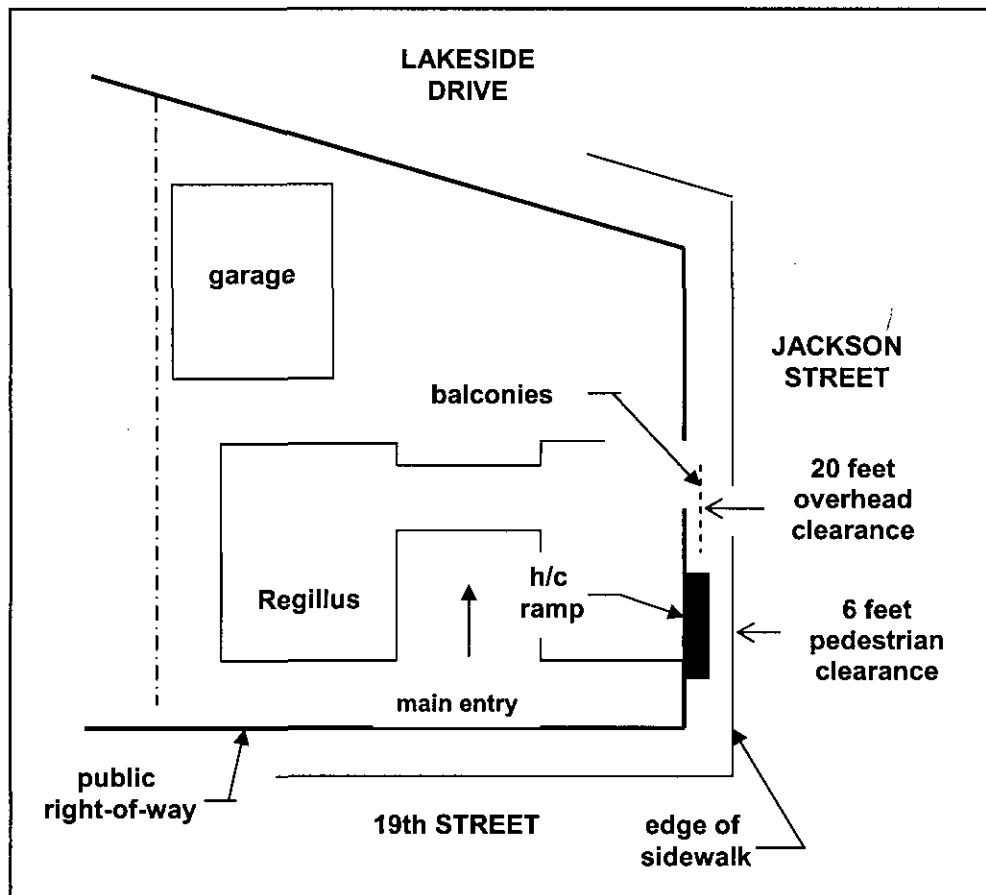 LAKESIDE
DRIVE
garage
JACKSON
STREET
balconies
20 feet
overhead
clearance
h/c
ramp
Regillus
6 feet
pedestrian
clearance
main entry
public
right-of-way
19th STREET
edge of
sidewalk